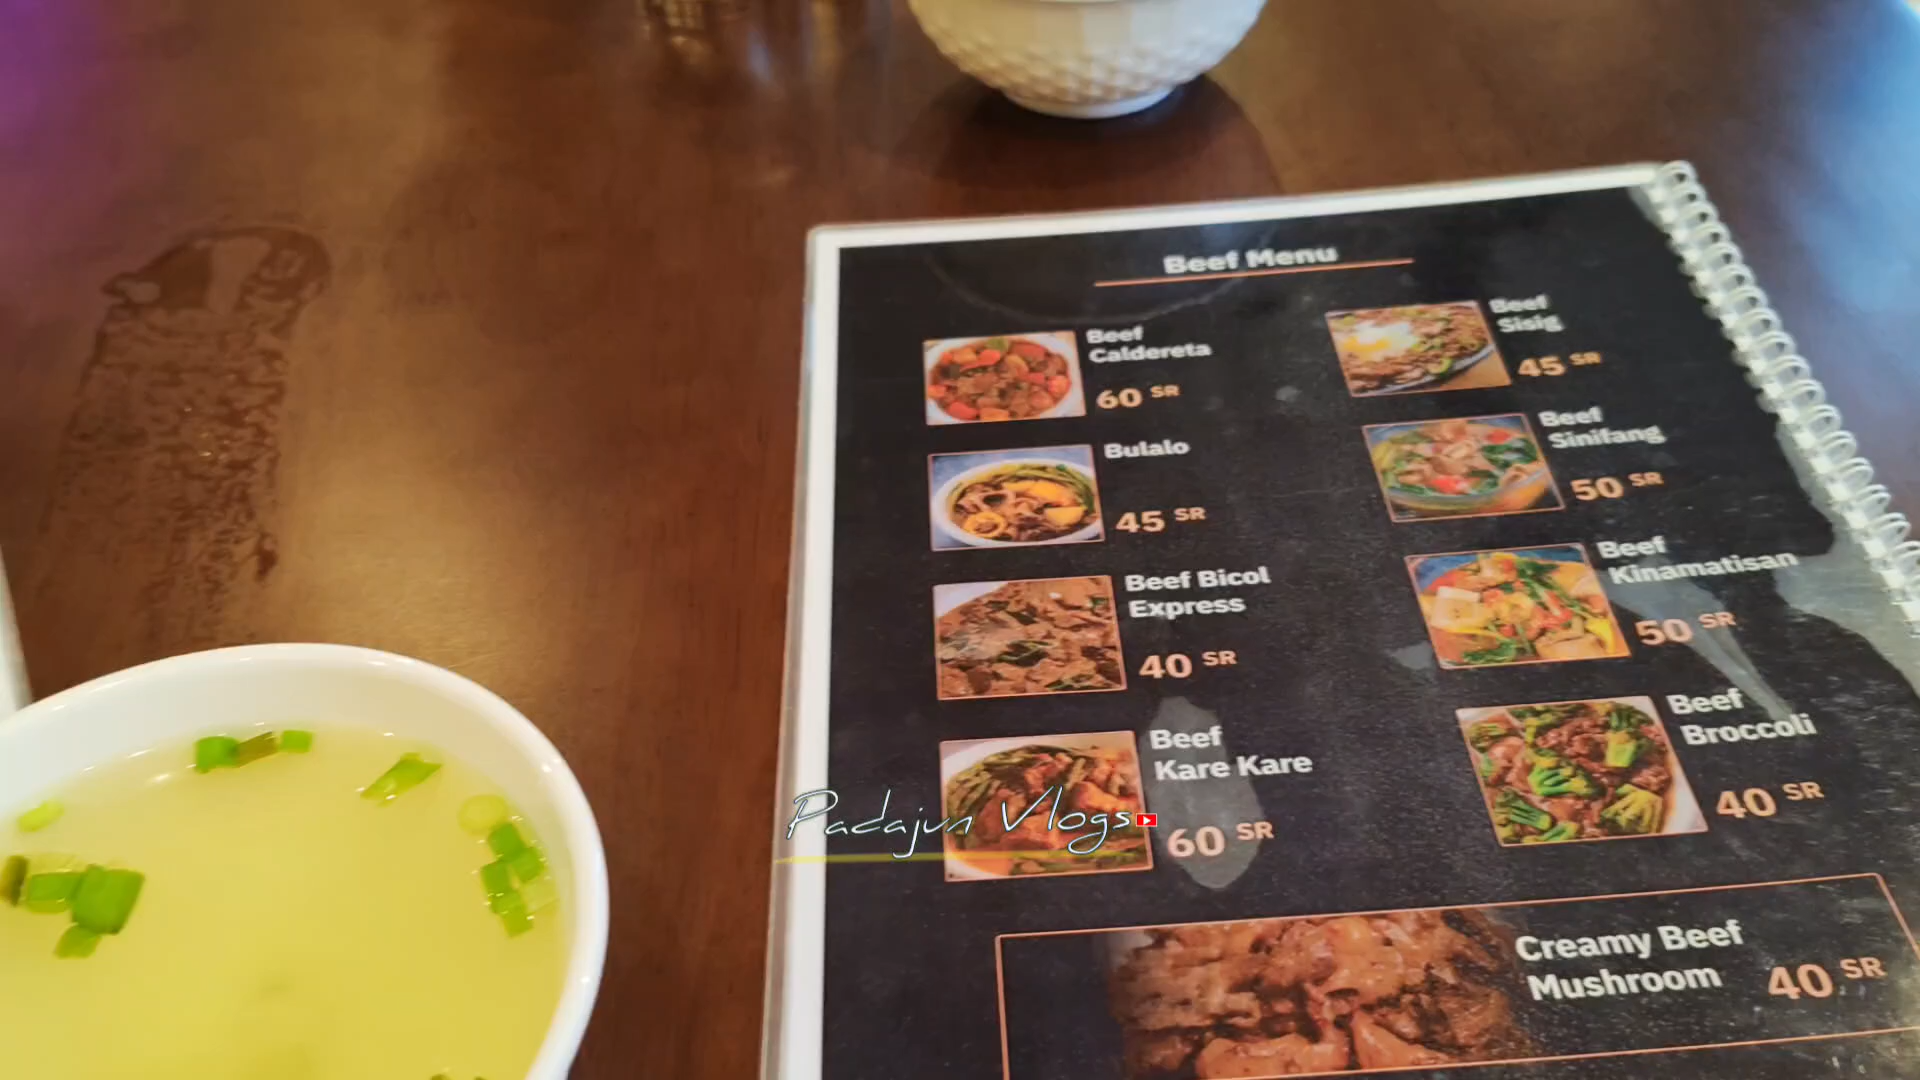 Beef Menu
Beef
Caldereta
60 SR
Beef
Sisig
45 SR
Bulalo
45 SR
Beef
Sinifang
50 SR
Beef Bicol
Express
40 SR
Beef
Kinamatisan
50 SR
Beef
Kare Kare
60 SR
Beef
Broccoli
40 SR
Padajun Vlogs
Creamy Beef
Mushroom 40 SR